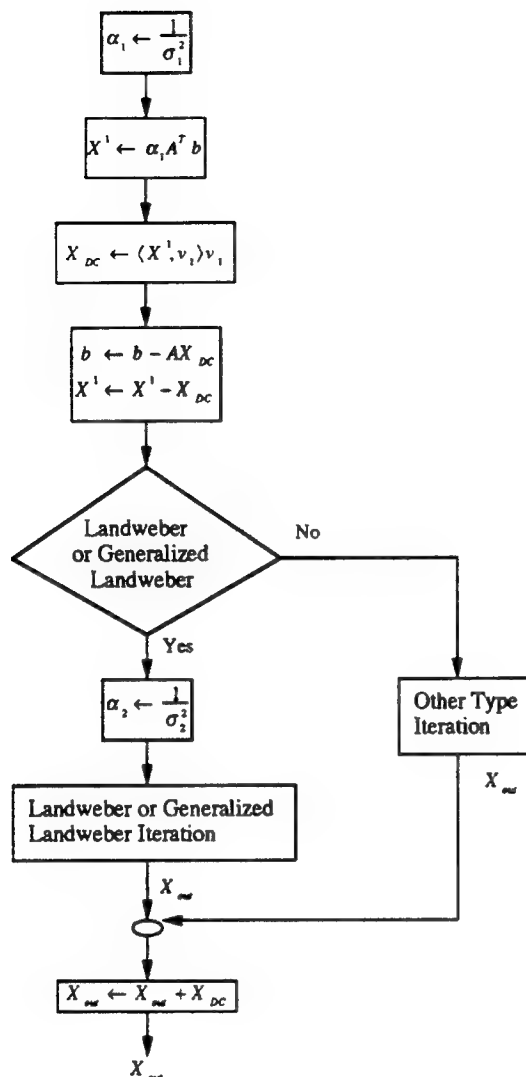 α₁ ← 1/σ₁²
X¹ ← α₁Aᵀ b
X_DC ← ⟨X¹, v₁⟩v₁
b ← b − AX_DC
X¹ ← X¹ − X_DC
Landweber
or Generalized
Landweber
No
Yes
α₂ ← 1/σ₂²
Other Type
Iteration
X_out
Landweber or Generalized
Landweber Iteration
X_out
X_out ← X_out + X_DC
X_out